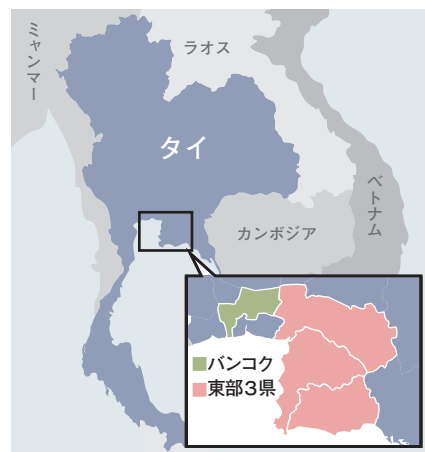 ミャンマー
ラオス
タイ
ベトナム
カンボジア
バンコク
東部3県